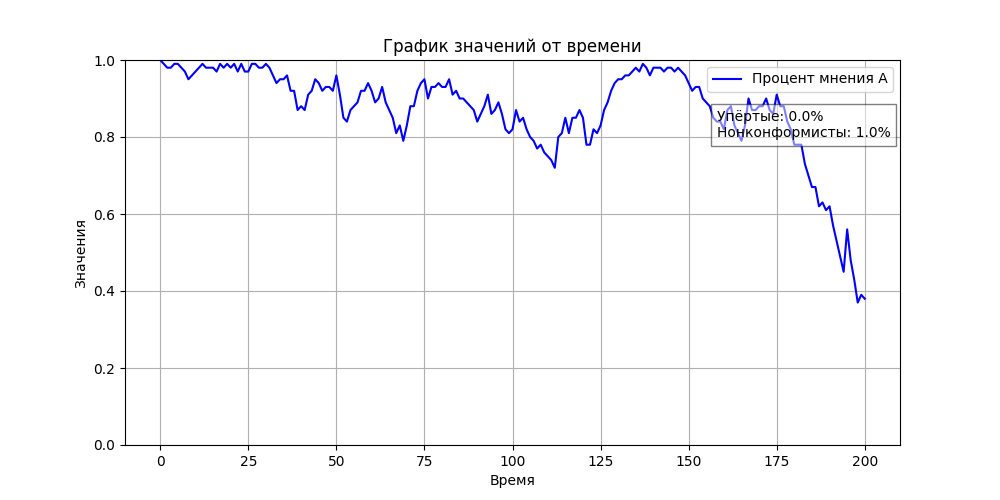 График значений от времени
Значения
1.0
0.8
0.6
0.4
0.2
0.0
Процент мнения A
Упёртые: 0.0%
Нонконформисты: 1.0%
0 25 50 75 100 125 150 175 200
Время